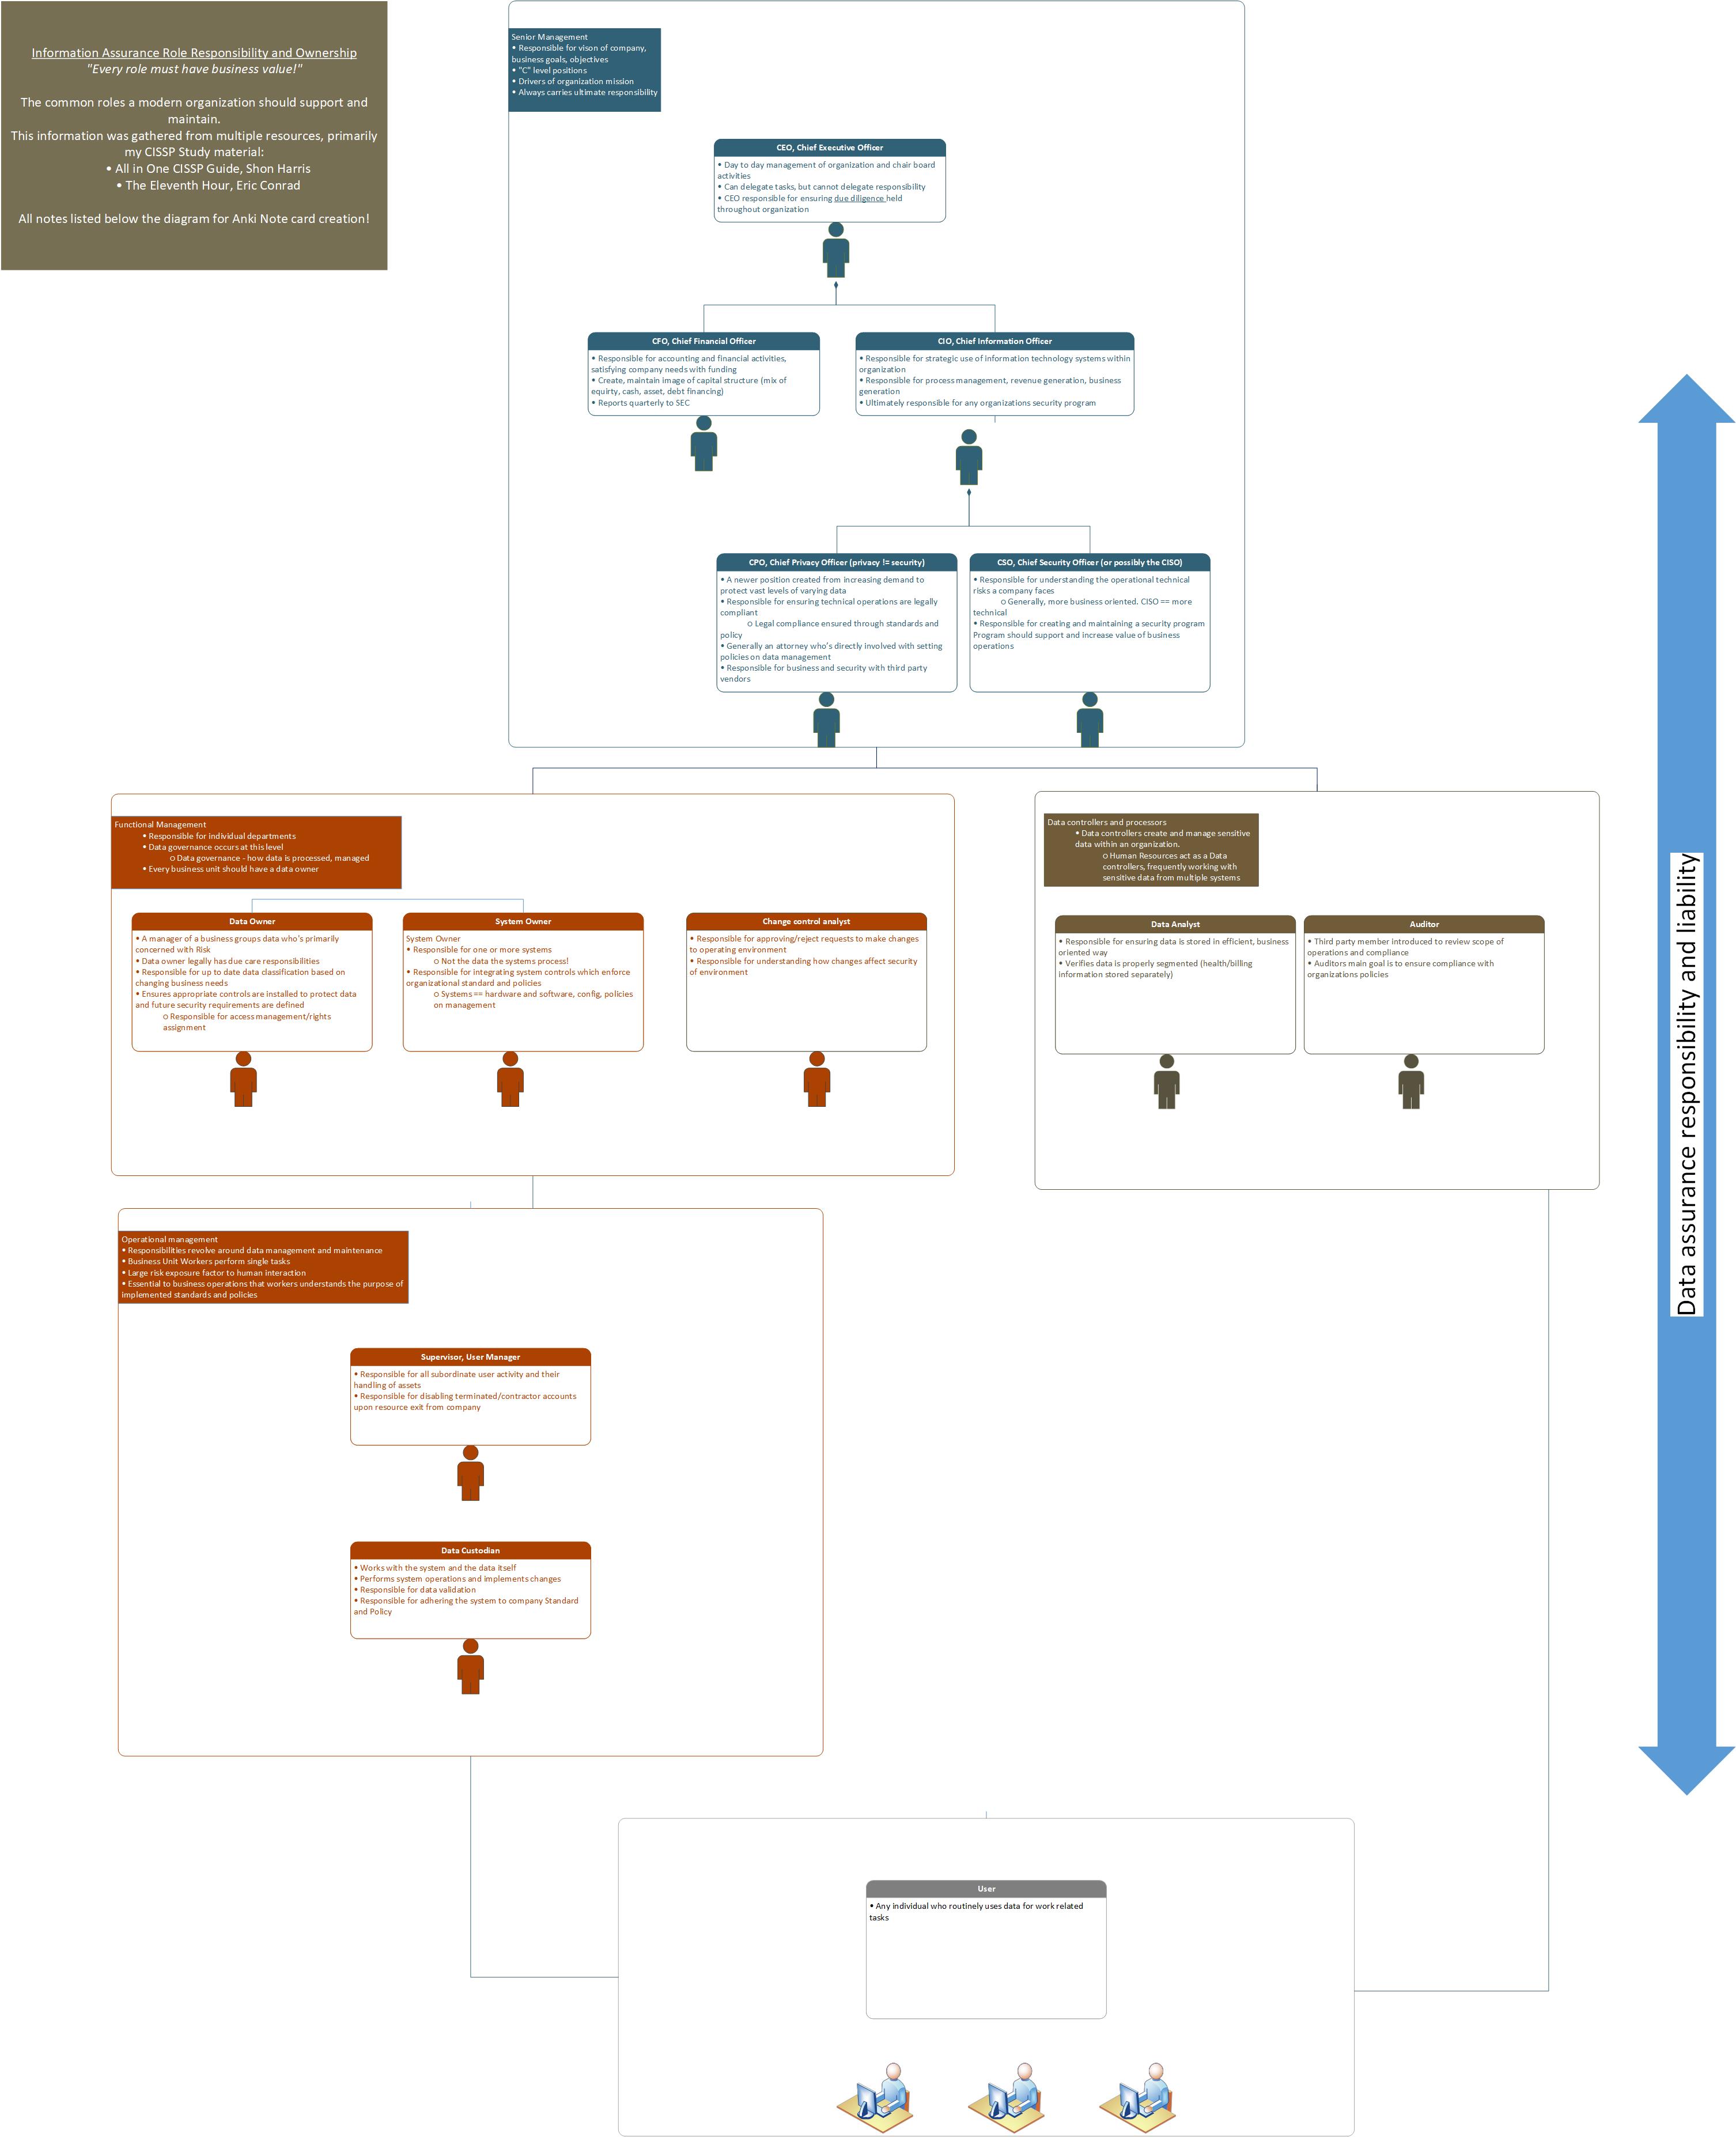 Information Assurance Role Responsibility and Ownership
"Every role must have business value!"
The common roles a modern organization should support and
maintain.
This information was gathered from multiple resources, primarily
my CISSP Study material:
• All in One CISSP Guide, Shon Harris
• The Eleventh Hour, Eric Conrad
All notes listed below the diagram for Anki Note card creation!
Senior Management
• Responsible for vison of company,
business goals, objectives
• "C" level positions
• Drivers of organization mission
• Always carries ultimate responsibility
CEO, Chief Executive Officer
• Day to day management of organization and chair board
activities
• Can delegate tasks, but cannot delegate responsibility
• CEO responsible for ensuring due diligence held
throughout organization
CFO, Chief Financial Officer
• Responsible for accounting and financial activities,
satisfying company needs with funding
• Create, maintain image of capital structure (mix of
equirty, cash, asset, debt financing)
• Reports quarterly to SEC
CIO, Chief Information Officer
• Responsible for strategic use of information technology systems within
organization
• Responsible for process management, revenue generation, business
generation
• Ultimately responsible for any organizations security program
CPO, Chief Privacy Officer (privacy != security)
• A newer position created from increasing demand to
protect vast levels of varying data
• Responsible for ensuring technical operations are legally
compliant
o Legal compliance ensured through standards and
policy
• Generally an attorney who's directly involved with setting
policies on data management
• Responsible for business and security with third party
vendors
CSO, Chief Security Officer (or possibly the CISO)
• Responsible for understanding the operational technical
risks a company faces
o Generally, more business oriented. CISO == more
technical
• Responsible for creating and maintaining a security program
Program should support and increase value of business
operations
Functional Management
• Responsible for individual departments
• Data governance occurs at this level
o Data governance - how data is processed, managed
• Every business unit should have a data owner
Data Owner
• A manager of a business groups data who's primarily
concerned with Risk
• Data owner legally has due care responsibilities
• Responsible for up to date data classification based on
changing business needs
• Ensures appropriate controls are installed to protect data
and future security requirements are defined
o Responsible for access management/rights
assignment
System Owner
System Owner
• Responsible for one or more systems
o Not the data the systems process!
• Responsible for integrating system controls which enforce
organizational standard and policies
o Systems == hardware and software, config, policies
on management
Change control analyst
• Responsible for approving/reject requests to make changes
to operating environment
• Responsible for understanding how changes affect security
of environment
Data controllers and processors
• Data controllers create and manage sensitive
data within an organization.
o Human Resources act as a Data
controllers, frequently working with
sensitive data from multiple systems
Data Analyst
• Responsible for ensuring data is stored in efficient, business
oriented way
• Verifies data is properly segmented (health/billing
information stored separately)
Auditor
• Third party member introduced to review scope of
operations and compliance
• Auditors main goal is to ensure compliance with
organizations policies
Data assurance responsibility and liability
Operational management
• Responsibilities revolve around data management and maintenance
• Business Unit Workers perform single tasks
• Large risk exposure factor to human interaction
• Essential to business operations that workers understands the purpose of
implemented standards and policies
Supervisor, User Manager
• Responsible for all subordinate user activity and their
handling of assets
• Responsible for disabling terminated/contractor accounts
upon resource exit from company
Data Custodian
• Works with the system and the data itself
• Performs system operations and implements changes
• Responsible for data validation
• Responsible for adhering the system to company Standard
and Policy
User
• Any individual who routinely uses data for work related
tasks